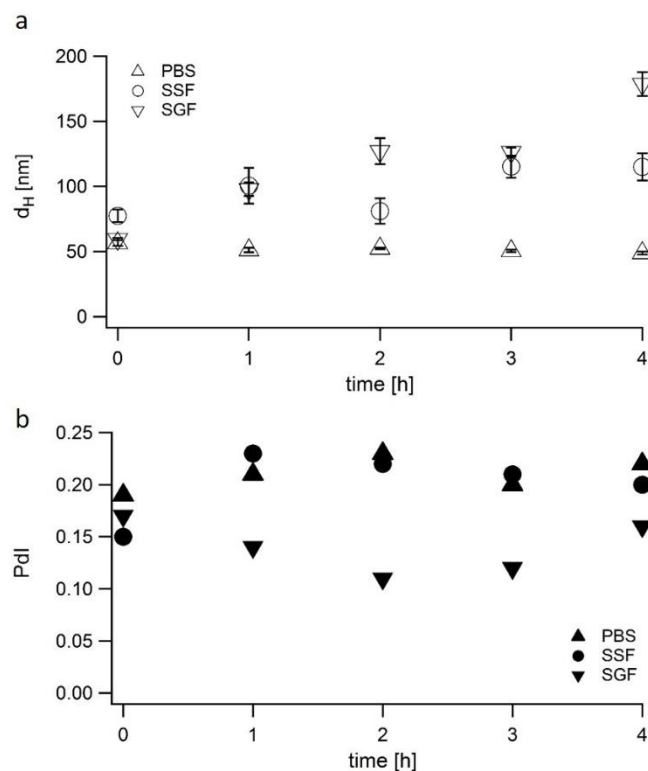 a
200
150
100
50
0
d_H [nm]
PBS
SSF
SGF
0 1 2 3 4
time [h]
b
0.25
0.20
0.15
0.10
0.05
0.00
PdI
PBS
SSF
SGF
0 1 2 3 4
time [h]